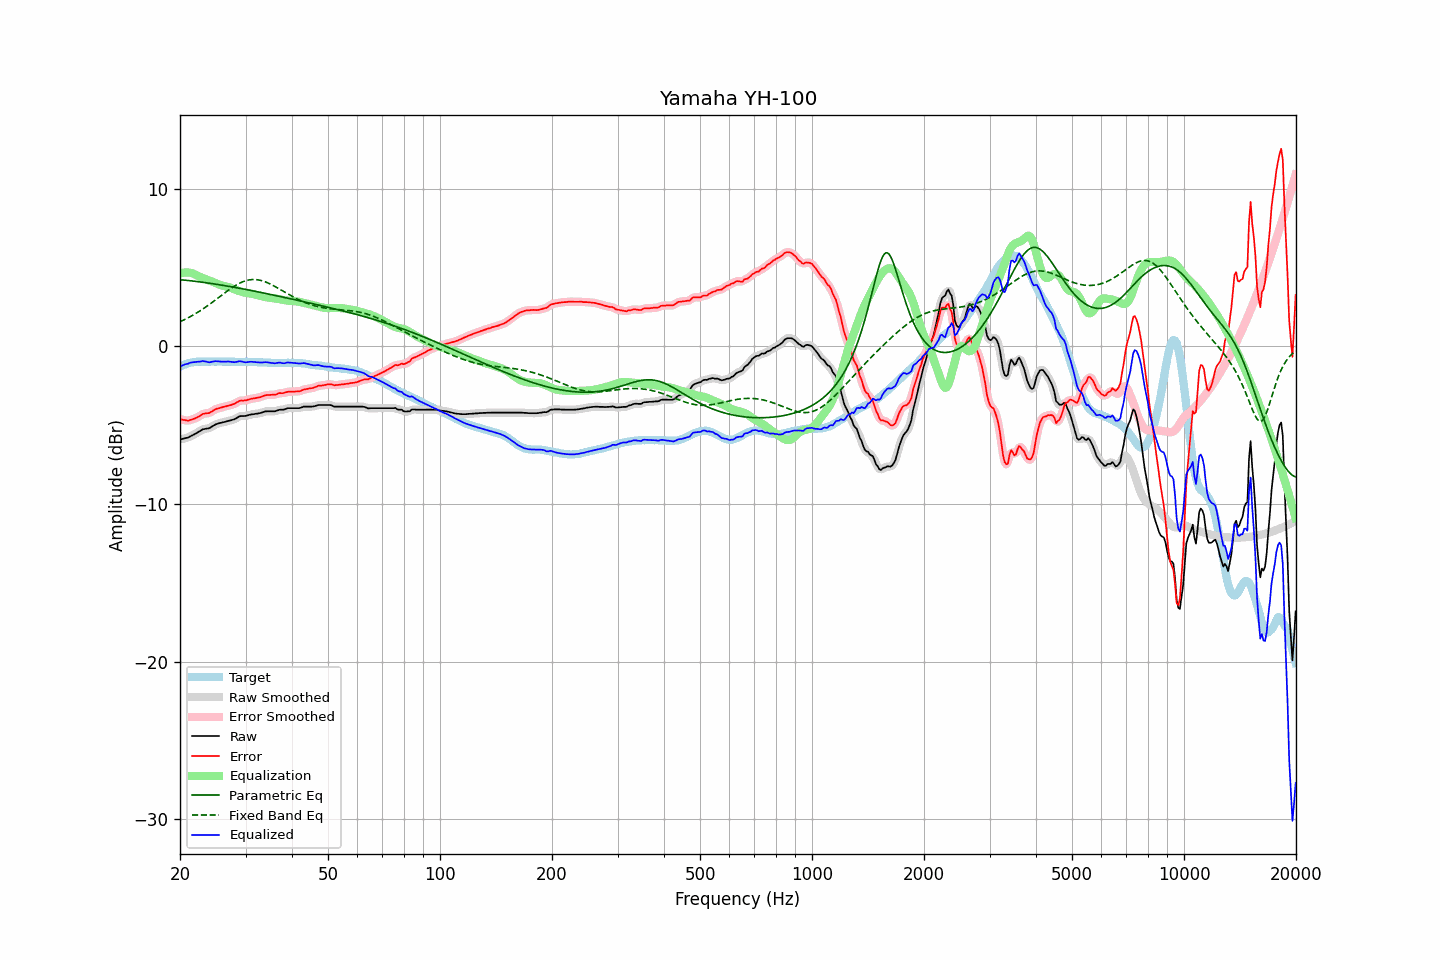 Yamaha YH-100
Amplitude (dBr)
10
0
−10
−20
−30
Target
Raw Smoothed
Error Smoothed
Raw
Error
Equalization
Parametric Eq
Fixed Band Eq
Equalized
20 50 100 200 500 1000 2000 5000 10000 20000
Frequency (Hz)